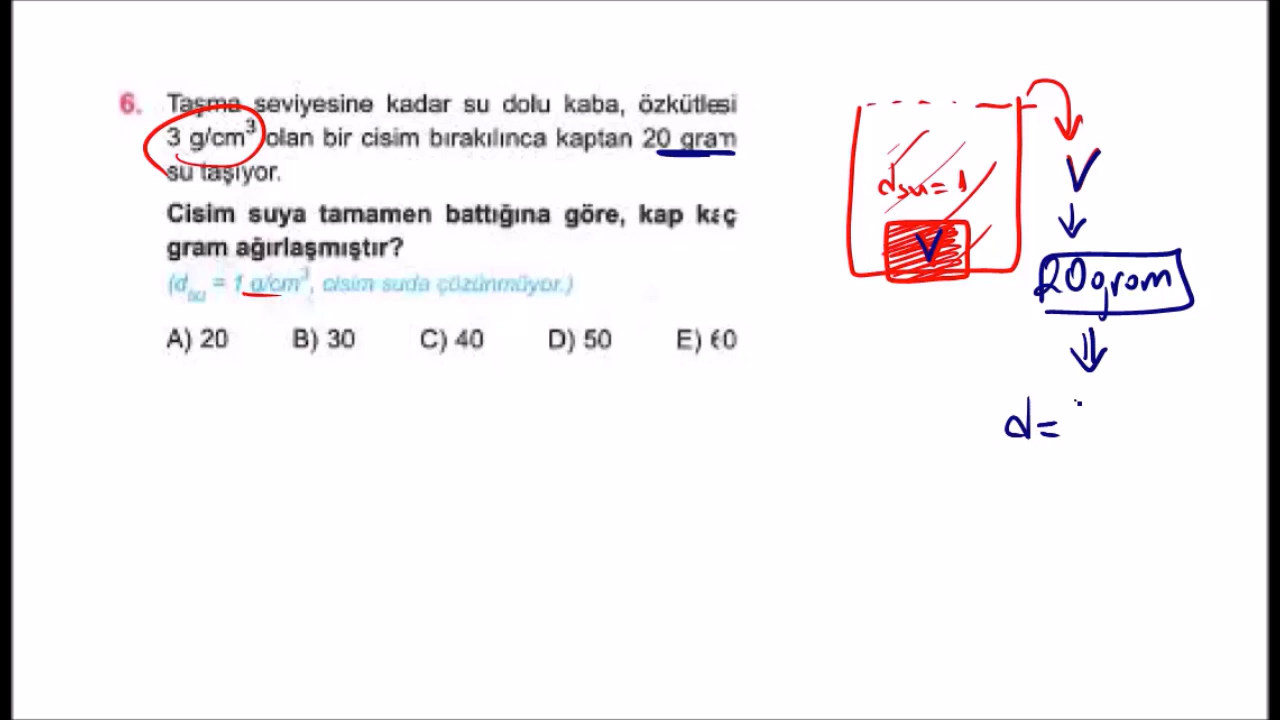 6. Taşma seviyesine kadar su dolu kaba, özkütlesi
3 g/cm³ olan bir cisim bırakılınca kaptan 20 gram
su taşıyor.
Cisim suya tamamen battığına göre, kap kaç
gram ağırlaşmıştır?
(dsu = 1 g/cm³, cisim suda çözünmüyor.)
A) 20 B) 30 C) 40 D) 50 E) 60
dsu = 1
V
V
20gram
d=